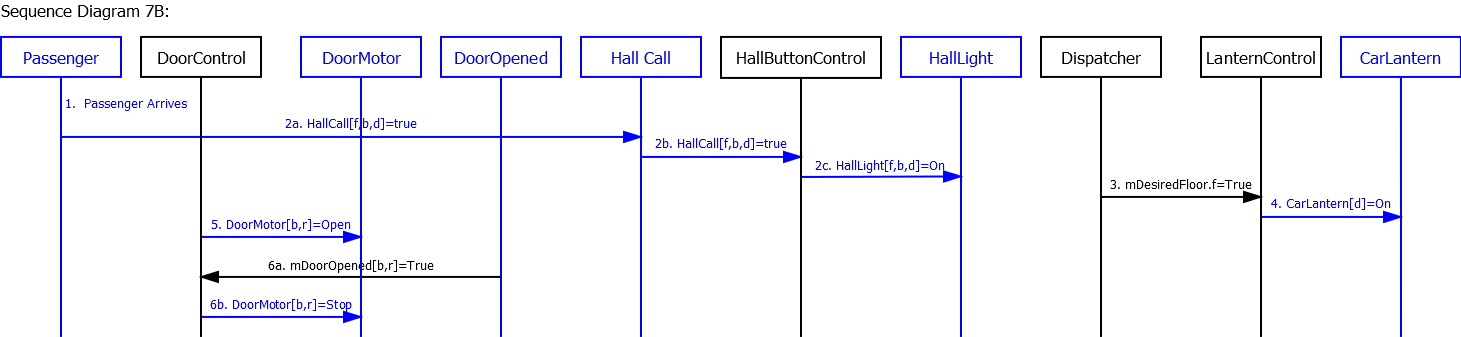 Sequence Diagram 7B:
Passenger
DoorControl
DoorMotor
DoorOpened
Hall Call
HallButtonControl
HallLight
Dispatcher
LanternControl
CarLantern
1.  Passenger Arrives
2a. HallCall[f,b,d]=true
2b. HallCall[f,b,d]=true
2c. HallLight[f,b,d]=On
3. mDesiredFloor.f=True
4. CarLantern[d]=On
5. DoorMotor[b,r]=Open
6a. mDoorOpened[b,r]=True
6b. DoorMotor[b,r]=Stop